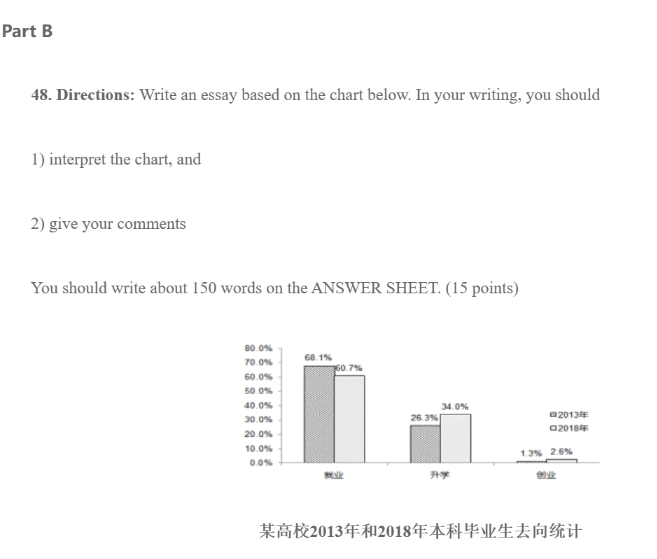 Part B
48. Directions: Write an essay based on the chart below. In your writing, you should
1) interpret the chart, and
2) give your comments
You should write about 150 words on the ANSWER SHEET. (15 points)
80.0%
70.0%
60.0%
50.0%
40.0%
30.0%
20.0%
10.0%
0.0%
68.1%
60.7%
26.3%
34.0%
1.3%
2.6%
2013年
2018年
就业
升学
创业
某高校2013年和2018年本科毕业生去向统计